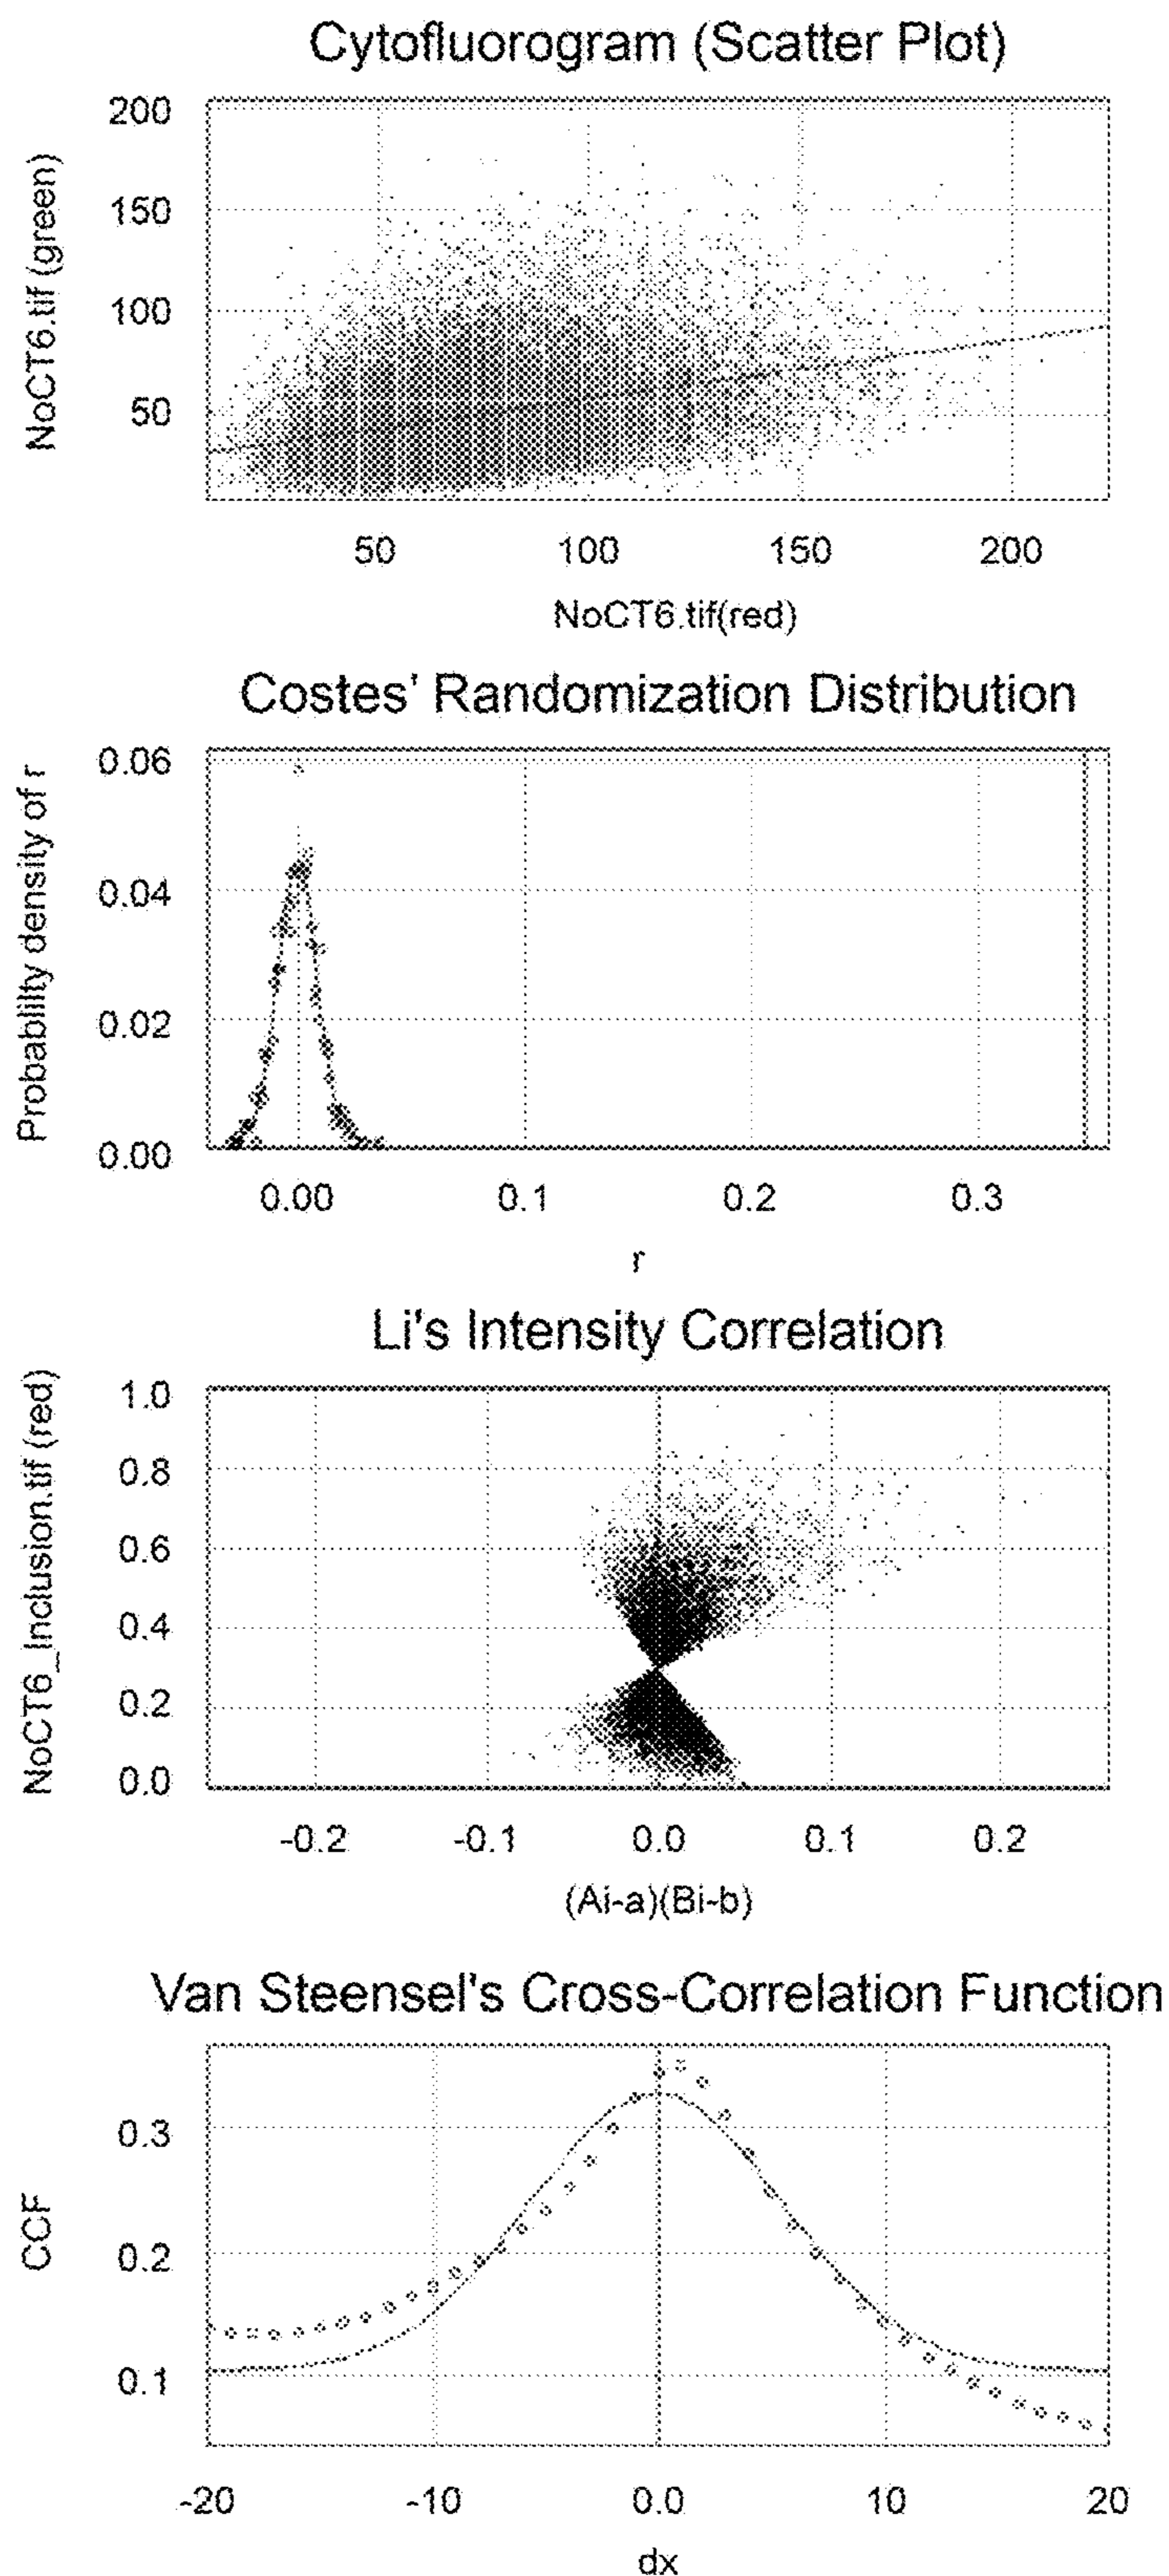 Cytofluorogram (Scatter Plot)
NoCT6.tif (green)
200
150
100
50
50 100 150 200
NoCT6.tif(red)
Costes' Randomization Distribution
Probability density of r
0.06
0.04
0.02
0.00
0.00 0.1 0.2 0.3
r
Li's Intensity Correlation
NoCT6_Inclusion.tif (red)
1.0
0.8
0.6
0.4
0.2
0.0
-0.2 -0.1 0.0 0.1 0.2
(Ai-a)(Bi-b)
Van Steensel's Cross-Correlation Function
CCF
0.3
0.2
0.1
-20 -10 0.0 10 20
dx